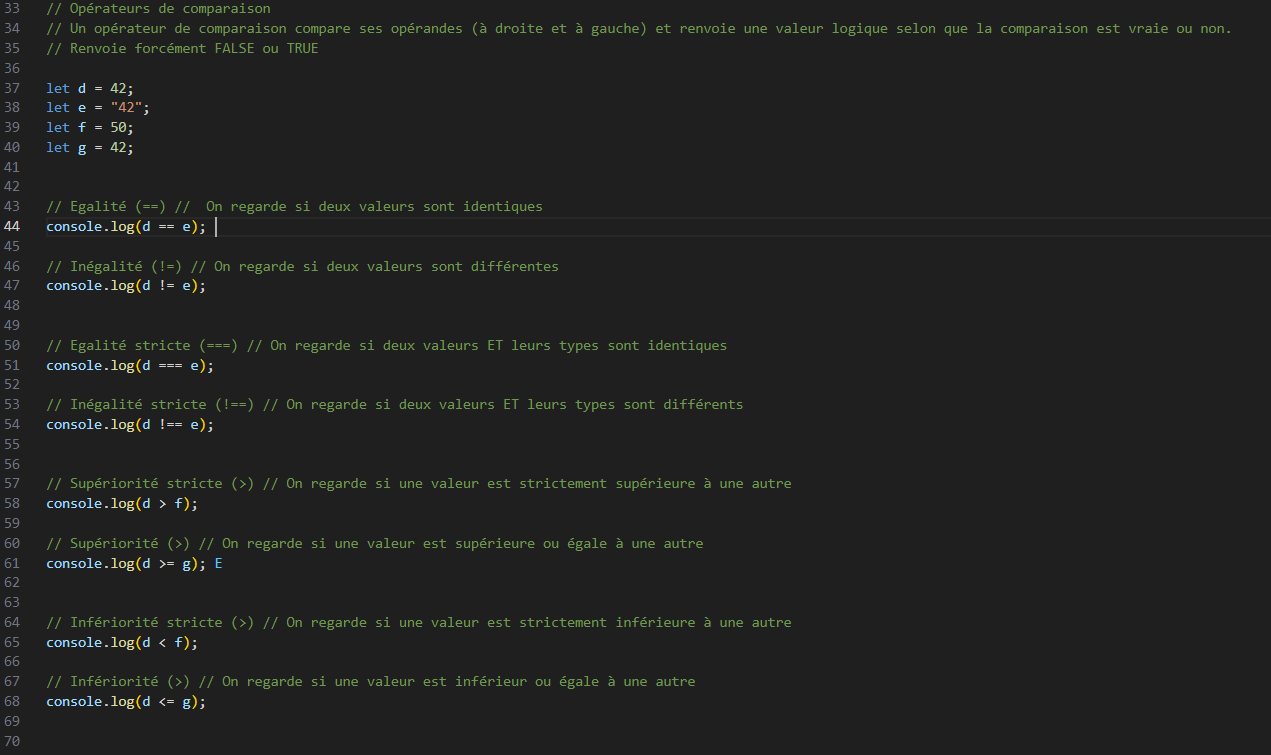 33 // Opérateurs de comparaison
34 // Un opérateur de comparaison compare ses opérandes (à droite et à gauche) et renvoie une valeur logique selon que la comparaison est vraie ou non.
35 // Renvoie forcément FALSE ou TRUE
36
37 let d = 42;
38 let e = "42";
39 let f = 50;
40 let g = 42;
41
42
43 // Egalité (==) //  On regarde si deux valeurs sont identiques
44 console.log(d == e);
45
46 // Inégalité (!=) // On regarde si deux valeurs sont différentes
47 console.log(d != e);
48
49
50 // Egalité stricte (===) // On regarde si deux valeurs ET leurs types sont identiques
51 console.log(d === e);
52
53 // Inégalité stricte (!==) // On regarde si deux valeurs ET leurs types sont différents
54 console.log(d !== e);
55
56
57 // Supériorité stricte (>) // On regarde si une valeur est strictement supérieure à une autre
58 console.log(d > f);
59
60 // Supériorité (>) // On regarde si une valeur est supérieure ou égale à une autre
61 console.log(d >= g); E
62
63
64 // Infériorité stricte (>) // On regarde si une valeur est strictement inférieure à une autre
65 console.log(d < f);
66
67 // Infériorité (>) // On regarde si une valeur est inférieur ou égale à une autre
68 console.log(d <= g);
69
70